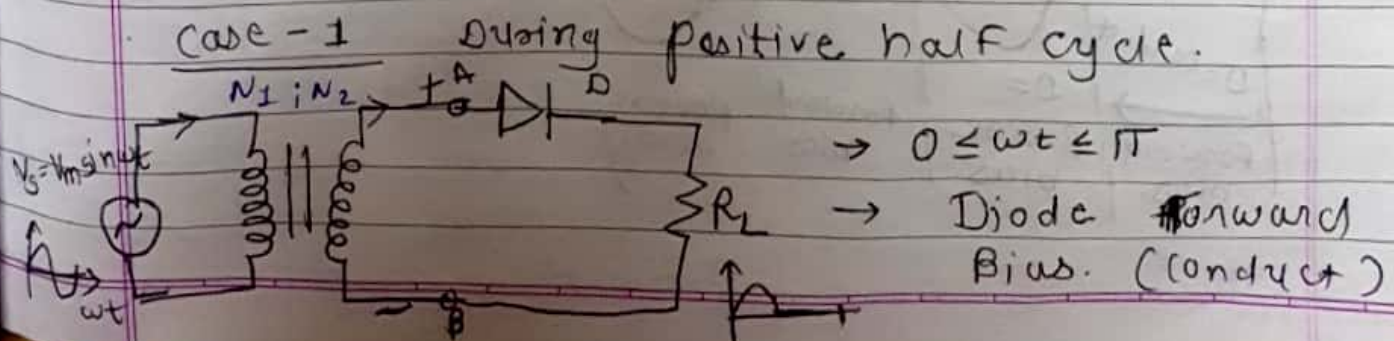 Case - 1 During Positive half cycle.
N1 : N2 + A D
Vs = Vm sin ωt
→ 0 ≤ ωt ≤ π
RL → Diode Forward
Bias. (Conduct)
ωt - B